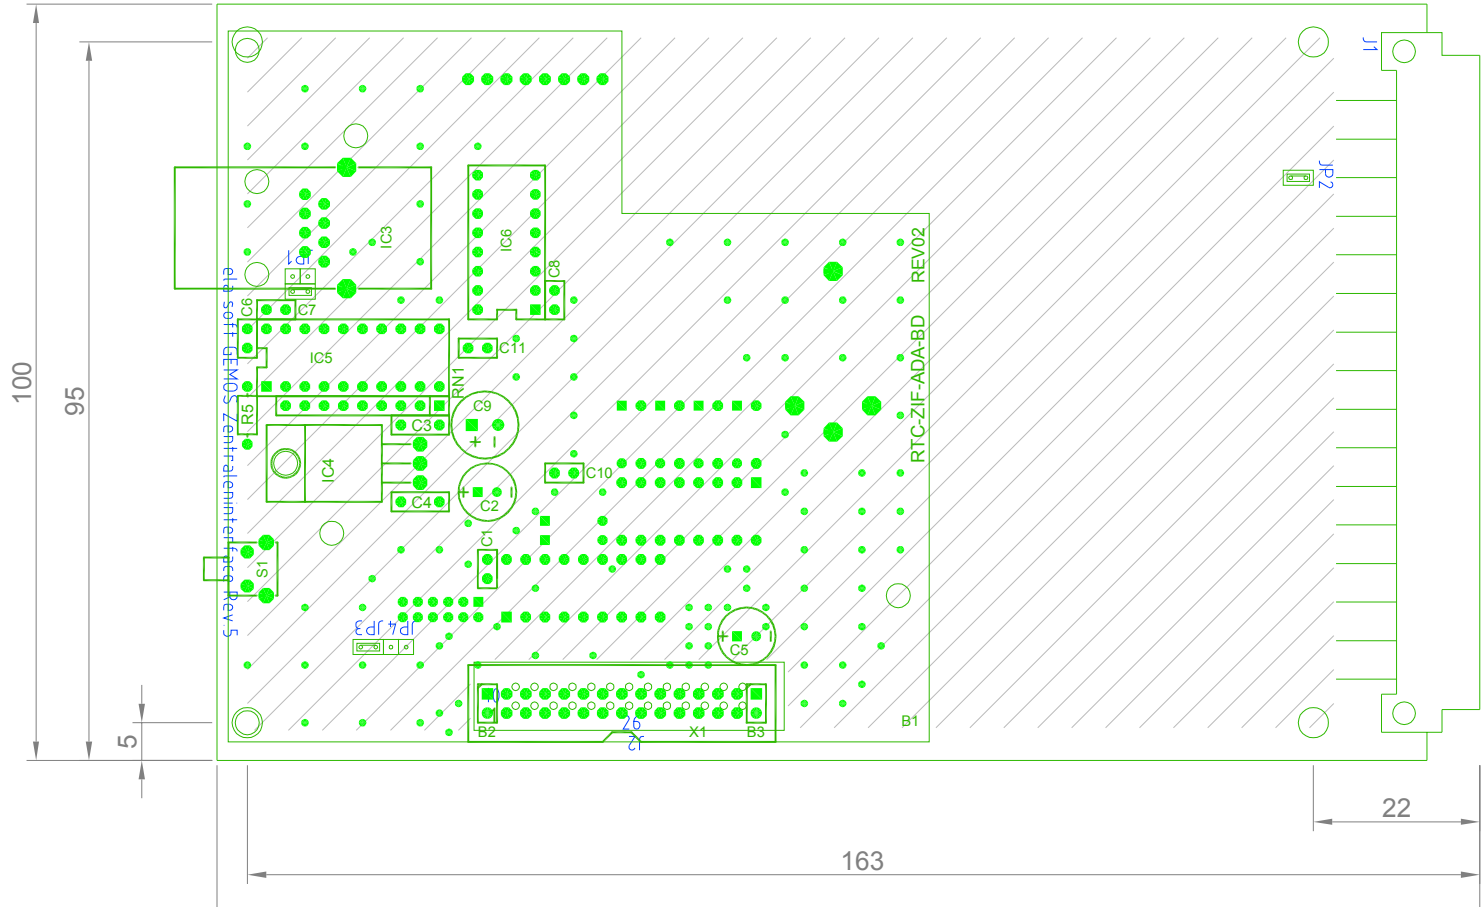 J1
JP2
IC3
IC6
REV02
JP1
C8
C6
C7
100
95
IC5
C11
RN1
R5
C3
C9
+ -
RTC-ZIF-ADA-BD
ela-soft GEMOS Zentraleninterface Rev.5
IC4
C10
C4
+ -
C2
C1
S1
JP3
JP4
+ -
C5
5
B2
J2
X1
B3
B1
22
163